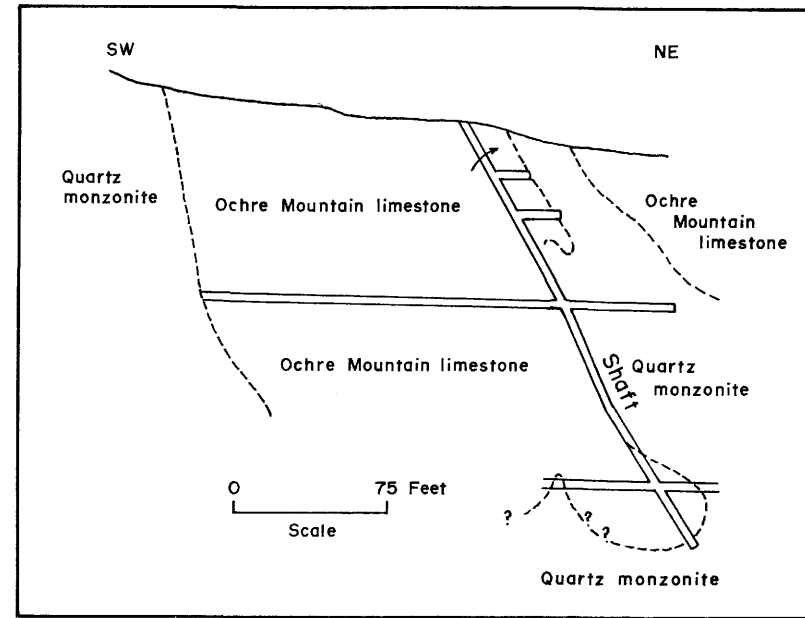 SW
NE
Quartz
monzonite
Ochre Mountain limestone
Ochre
Mountain
limestone
Ochre Mountain limestone
Shaft
Quartz
monzonite
0 75 Feet
Scale
?
?
?
Quartz monzonite